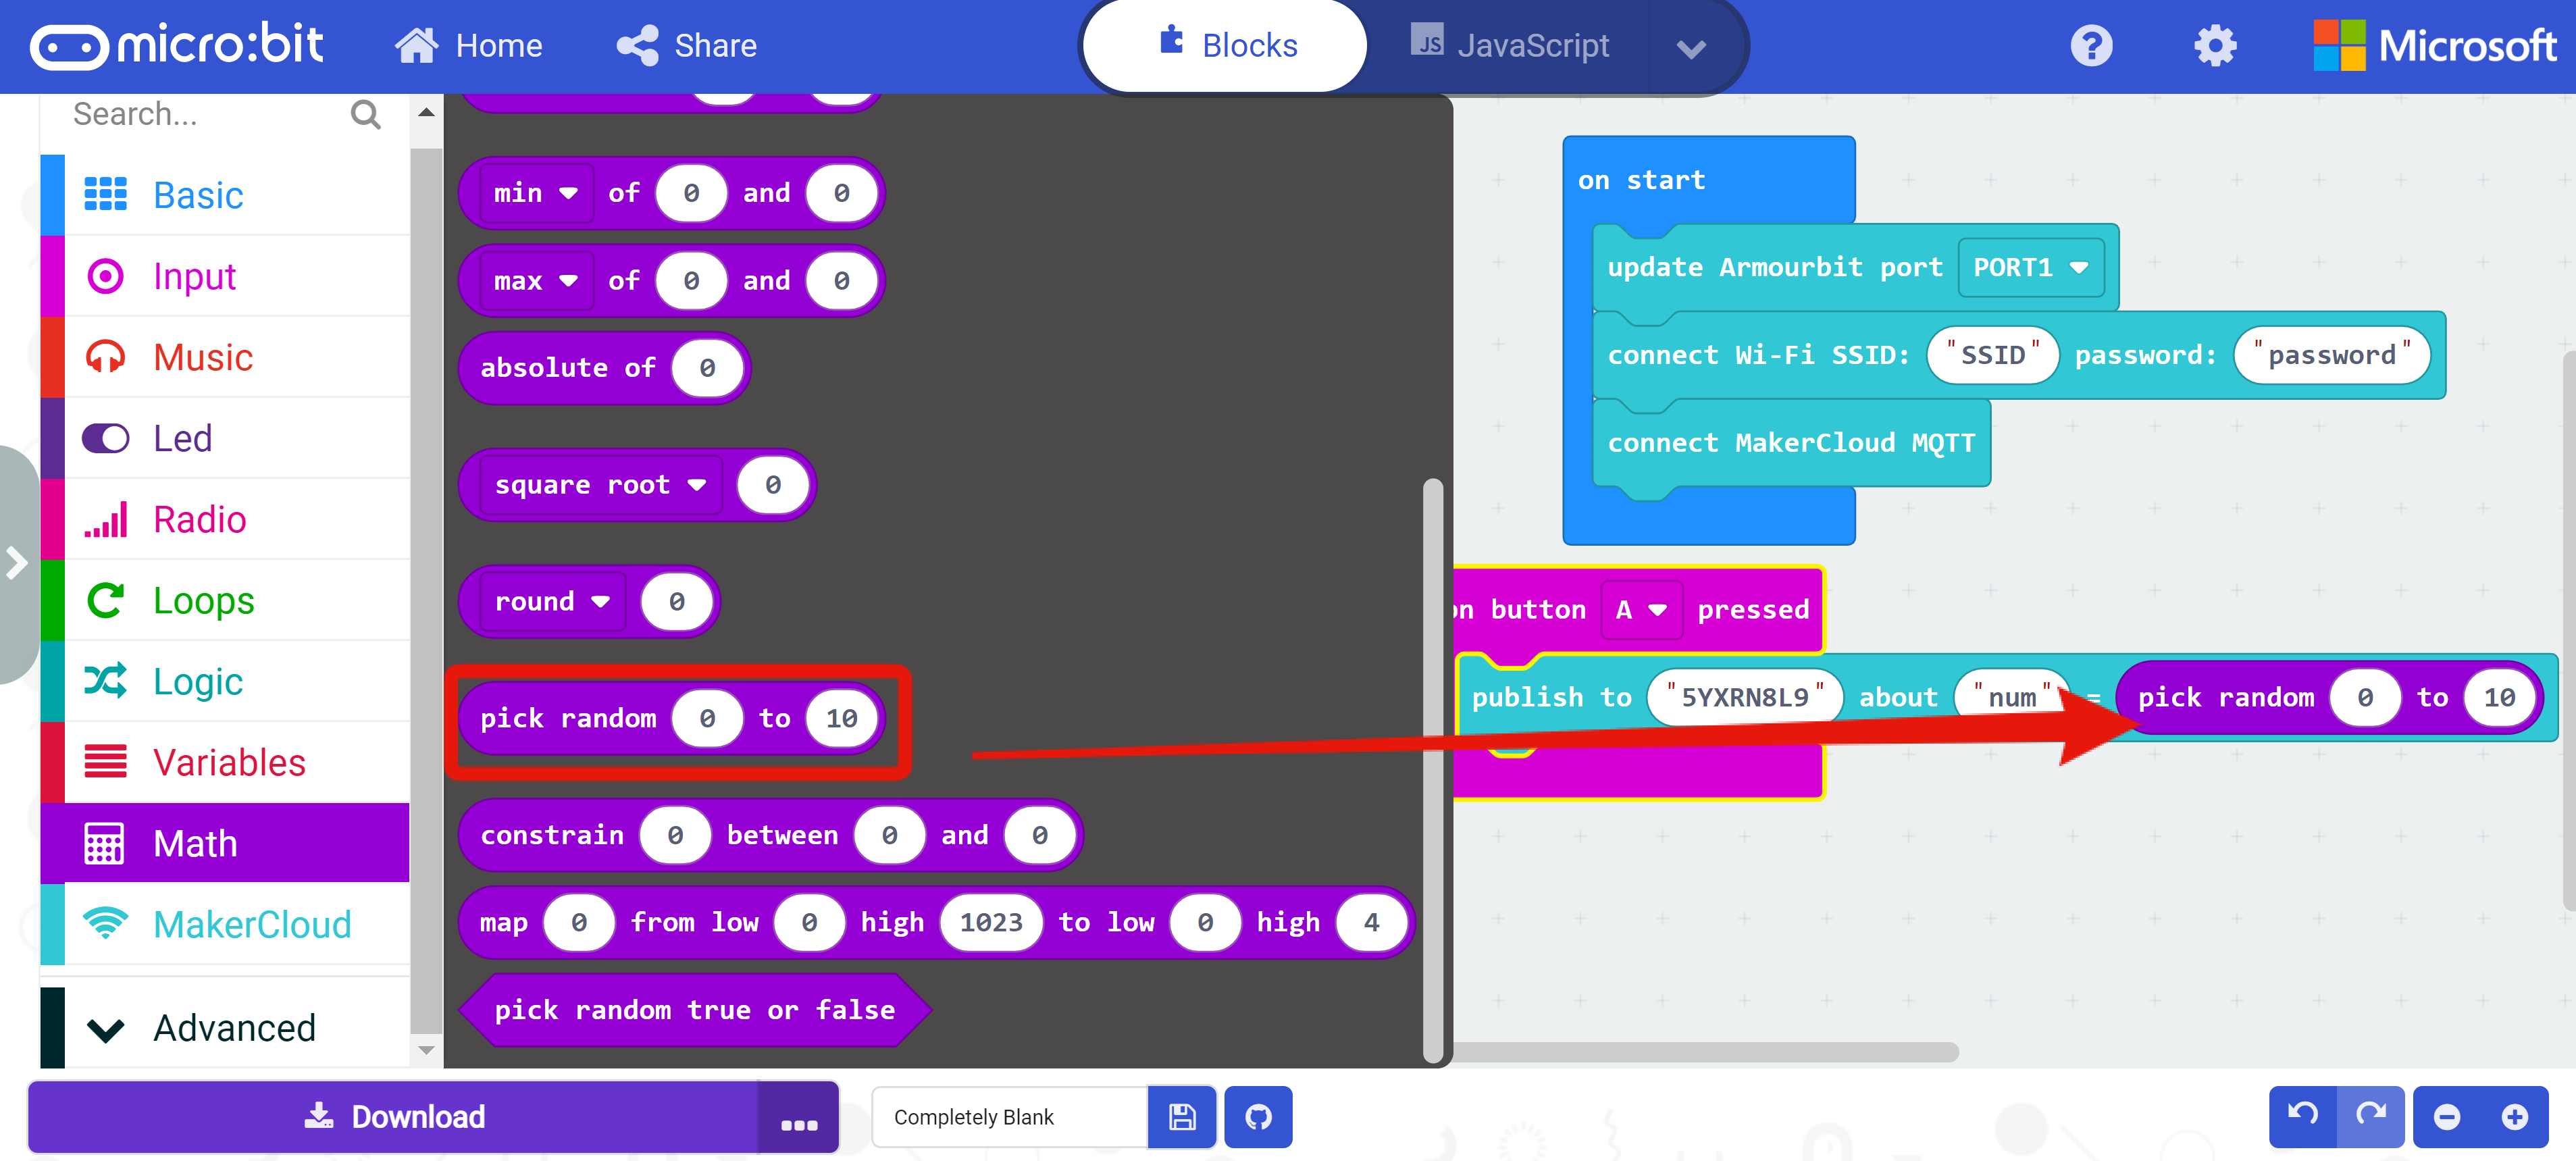 micro:bit Home Share Blocks JS JavaScript ? Microsoft
Search...
Basic
Input
Music
Led
Radio
Loops
Logic
Variables
Math
MakerCloud
Advanced
min of 0 and 0
max of 0 and 0
absolute of 0
square root 0
round 0
pick random 0 to 10
constrain 0 between 0 and 0
map 0 from low 0 high 1023 to low 0 high 4
pick random true or false
on start
update Armourbit port PORT1
connect Wi-Fi SSID: "SSID" password: "password"
connect MakerCloud MQTT
on button A pressed
publish to "5YXRN8L9" about "num" = pick random 0 to 10
Download ...
Completely Blank